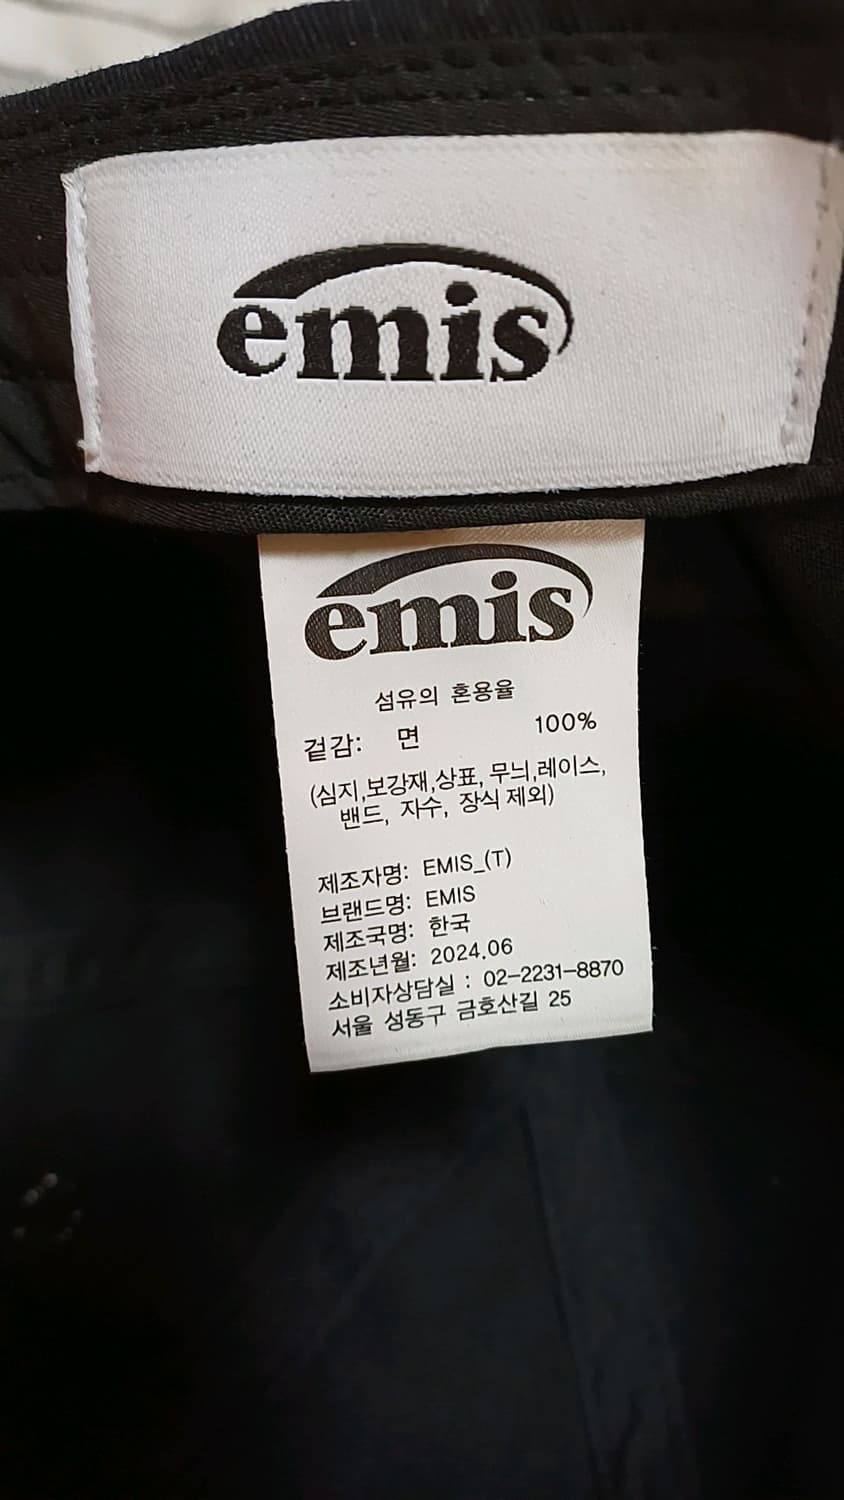 emis
emis
섬유의 혼용율
겉감: 면 100%
(심지,보강재,상표, 무늬,레이스,
밴드, 자수, 장식 제외)
제조자명: EMIS_(T)
브랜드명: EMIS
제조국명: 한국
제조년월: 2024.06
소비자상담실 : 02-2231-8870
서울 성동구 금호산길 25